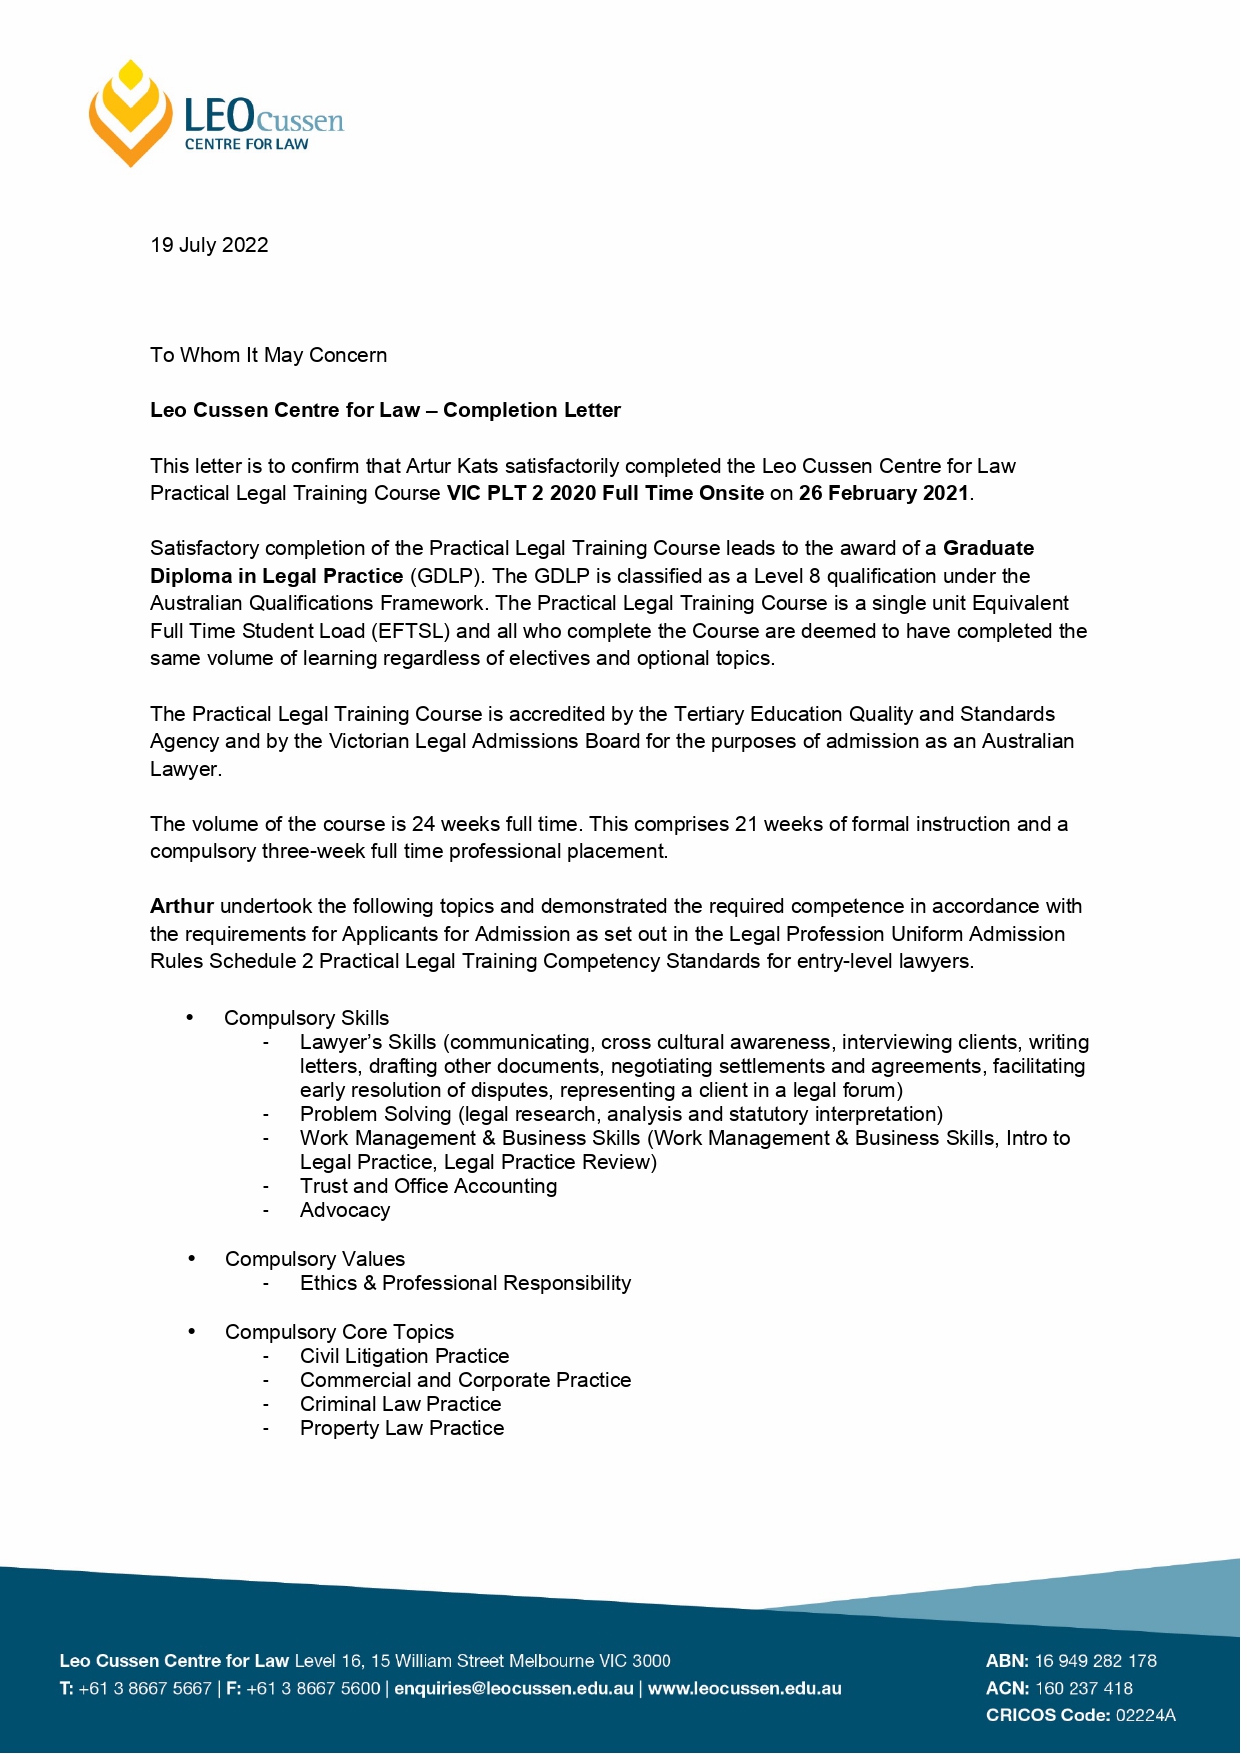 LEO Cussen
CENTRE FOR LAW
19 July 2022
To Whom It May Concern
Leo Cussen Centre for Law – Completion Letter
This letter is to confirm that Artur Kats satisfactorily completed the Leo Cussen Centre for Law
Practical Legal Training Course VIC PLT 2 2020 Full Time Onsite on 26 February 2021.
Satisfactory completion of the Practical Legal Training Course leads to the award of a Graduate
Diploma in Legal Practice (GDLP). The GDLP is classified as a Level 8 qualification under the
Australian Qualifications Framework. The Practical Legal Training Course is a single unit Equivalent
Full Time Student Load (EFTSL) and all who complete the Course are deemed to have completed the
same volume of learning regardless of electives and optional topics.
The Practical Legal Training Course is accredited by the Tertiary Education Quality and Standards
Agency and by the Victorian Legal Admissions Board for the purposes of admission as an Australian
Lawyer.
The volume of the course is 24 weeks full time. This comprises 21 weeks of formal instruction and a
compulsory three-week full time professional placement.
Arthur undertook the following topics and demonstrated the required competence in accordance with
the requirements for Applicants for Admission as set out in the Legal Profession Uniform Admission
Rules Schedule 2 Practical Legal Training Competency Standards for entry-level lawyers.
• Compulsory Skills
- Lawyer’s Skills (communicating, cross cultural awareness, interviewing clients, writing
letters, drafting other documents, negotiating settlements and agreements, facilitating
early resolution of disputes, representing a client in a legal forum)
- Problem Solving (legal research, analysis and statutory interpretation)
- Work Management & Business Skills (Work Management & Business Skills, Intro to
Legal Practice, Legal Practice Review)
- Trust and Office Accounting
- Advocacy
• Compulsory Values
- Ethics & Professional Responsibility
• Compulsory Core Topics
- Civil Litigation Practice
- Commercial and Corporate Practice
- Criminal Law Practice
- Property Law Practice
Leo Cussen Centre for Law Level 16, 15 William Street Melbourne VIC 3000
T: +61 3 8667 5667 | F: +61 3 8667 5600 | enquiries@leocussen.edu.au | www.leocussen.edu.au
ABN: 16 949 282 178
ACN: 160 237 418
CRICOS Code: 02224A